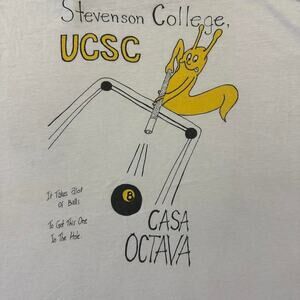 Stevenson College,
UCSC
It Takes alot
of Balls
To Get This One
In The Hole.
8
CASA
OCTAVA